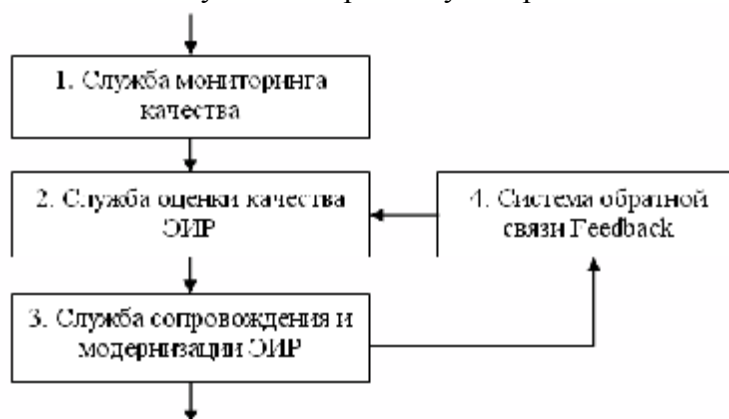 1. Служба мониторинга
качества
2. Служба оценки качества
ЭИР
4. Система обратной
связи Feedback
3. Служба сопровождения и
модернизации ЭИР